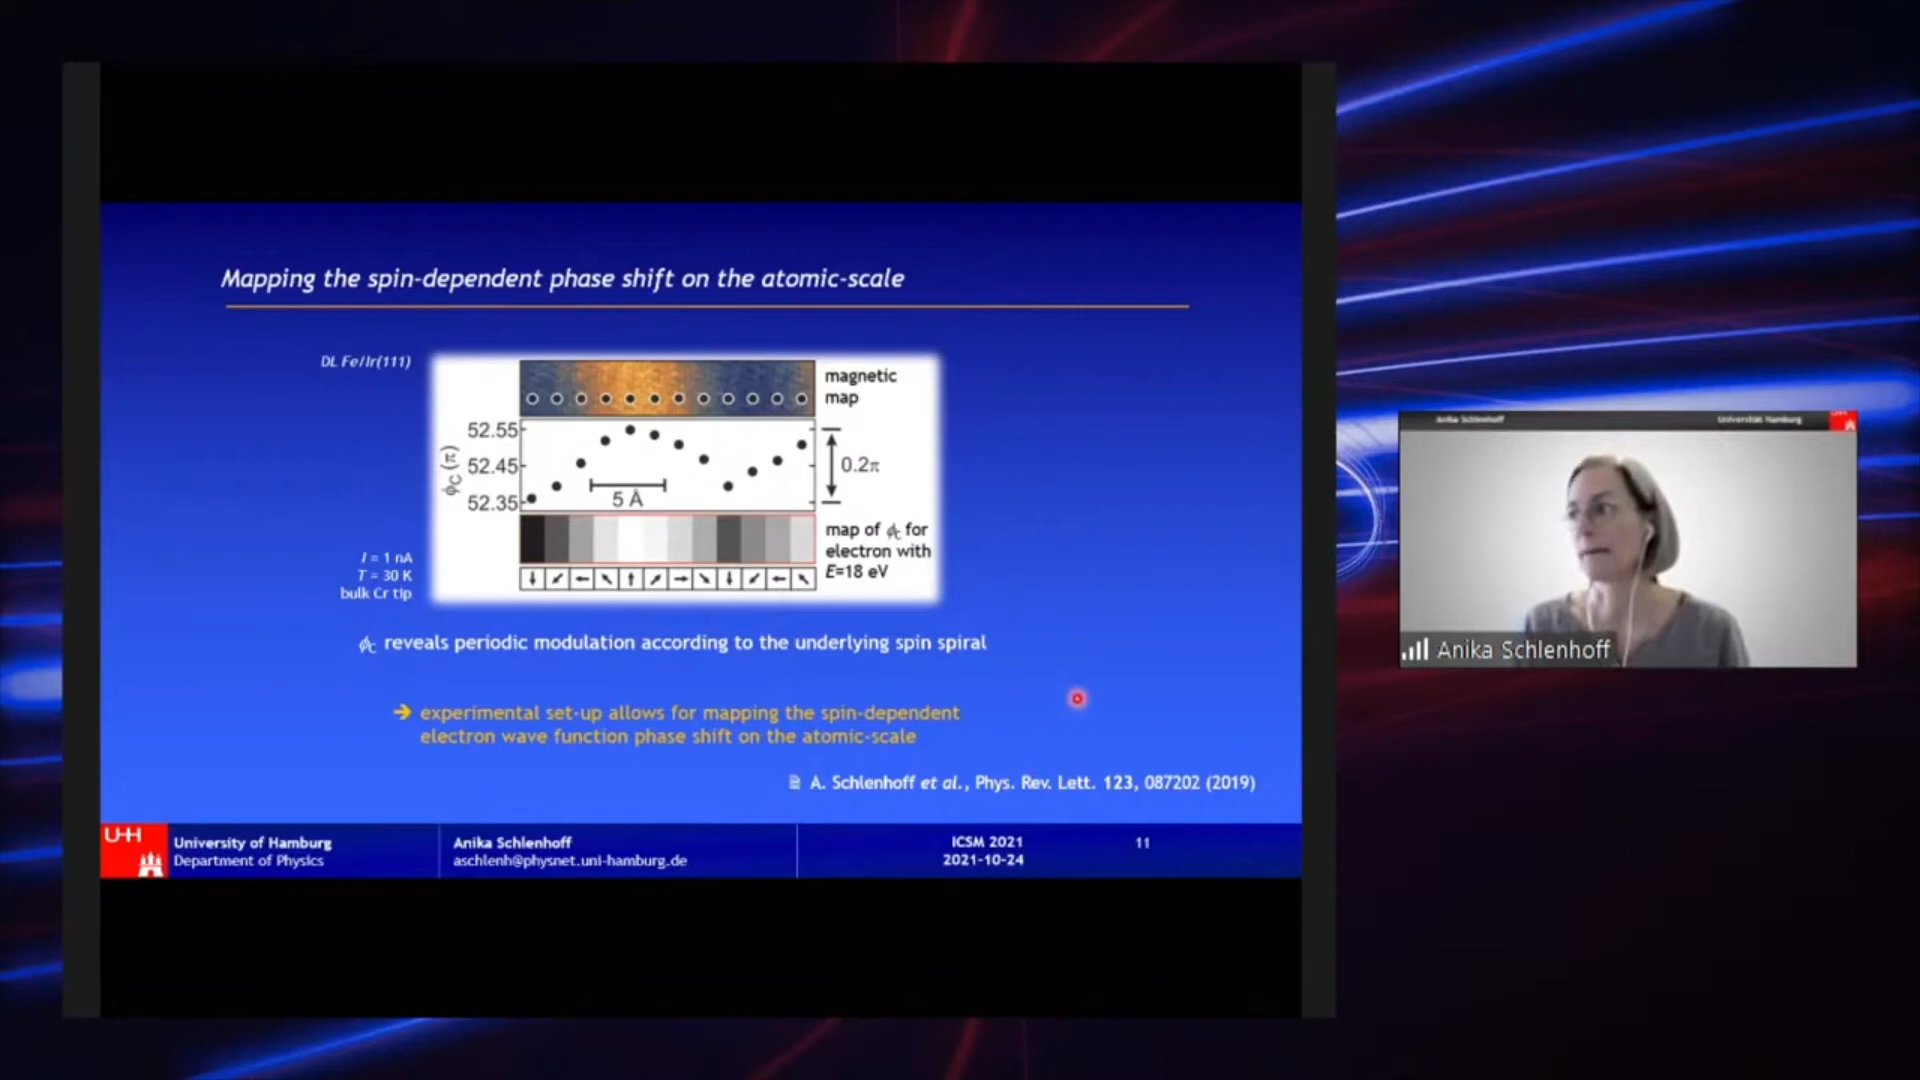 Mapping the spin-dependent phase shift on the atomic-scale
DL Fe/Ir(111)
magnetic
map
52.55
52.45
52.35
ϕC (π)
5 Å
0.2π
map of ϕC for
electron with
E=18 eV
I = 1 nA
T = 30 K
bulk Cr tip
ϕC reveals periodic modulation according to the underlying spin spiral
➔ experimental set-up allows for mapping the spin-dependent
electron wave function phase shift on the atomic-scale
A. Schlenhoff et al., Phys. Rev. Lett. 123, 087202 (2019)
UHH
University of Hamburg
Department of Physics
Anika Schlenhoff
aschlenh@physnet.uni-hamburg.de
ICSM 2021
2021-10-24
11
Anika Schlenhoff
Universität Hamburg
Anika Schlenhoff